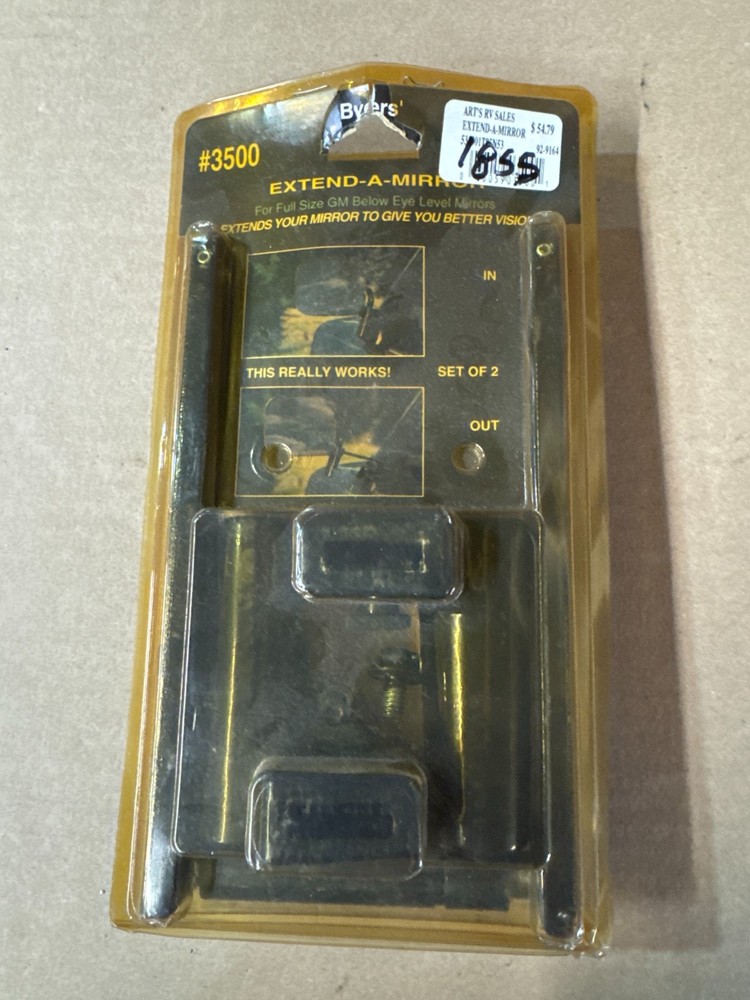 Byers'
ART'S RV SALES
EXTEND-A-MIRROR $54.79
92-9164
1855
#3500
EXTEND-A-MIRROR
For Full Size GM Below Eye Level Mirrors
EXTENDS YOUR MIRROR TO GIVE YOU BETTER VISION
IN
THIS REALLY WORKS! SET OF 2
OUT